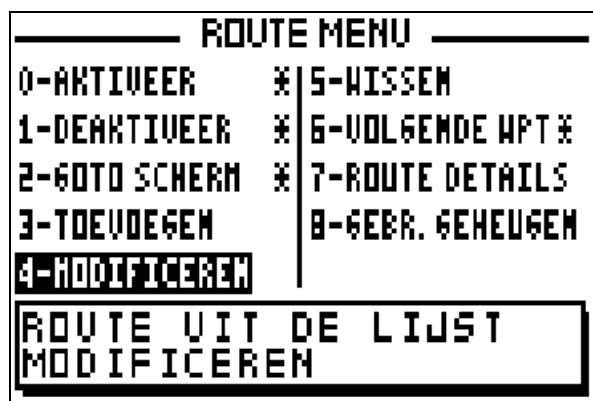 ROUTE MENU
0-AKTIVEER *
1-DEAKTIVEER *
2-GOTO SCHERM *
3-TOEVOEGEN
4-MODIFICEREN
5-WISSEN
6-VOLGENDE WPT *
7-ROUTE DETAILS
8-GEBR. GEHEUGEN
ROUTE UIT DE LIJST
MODIFICEREN